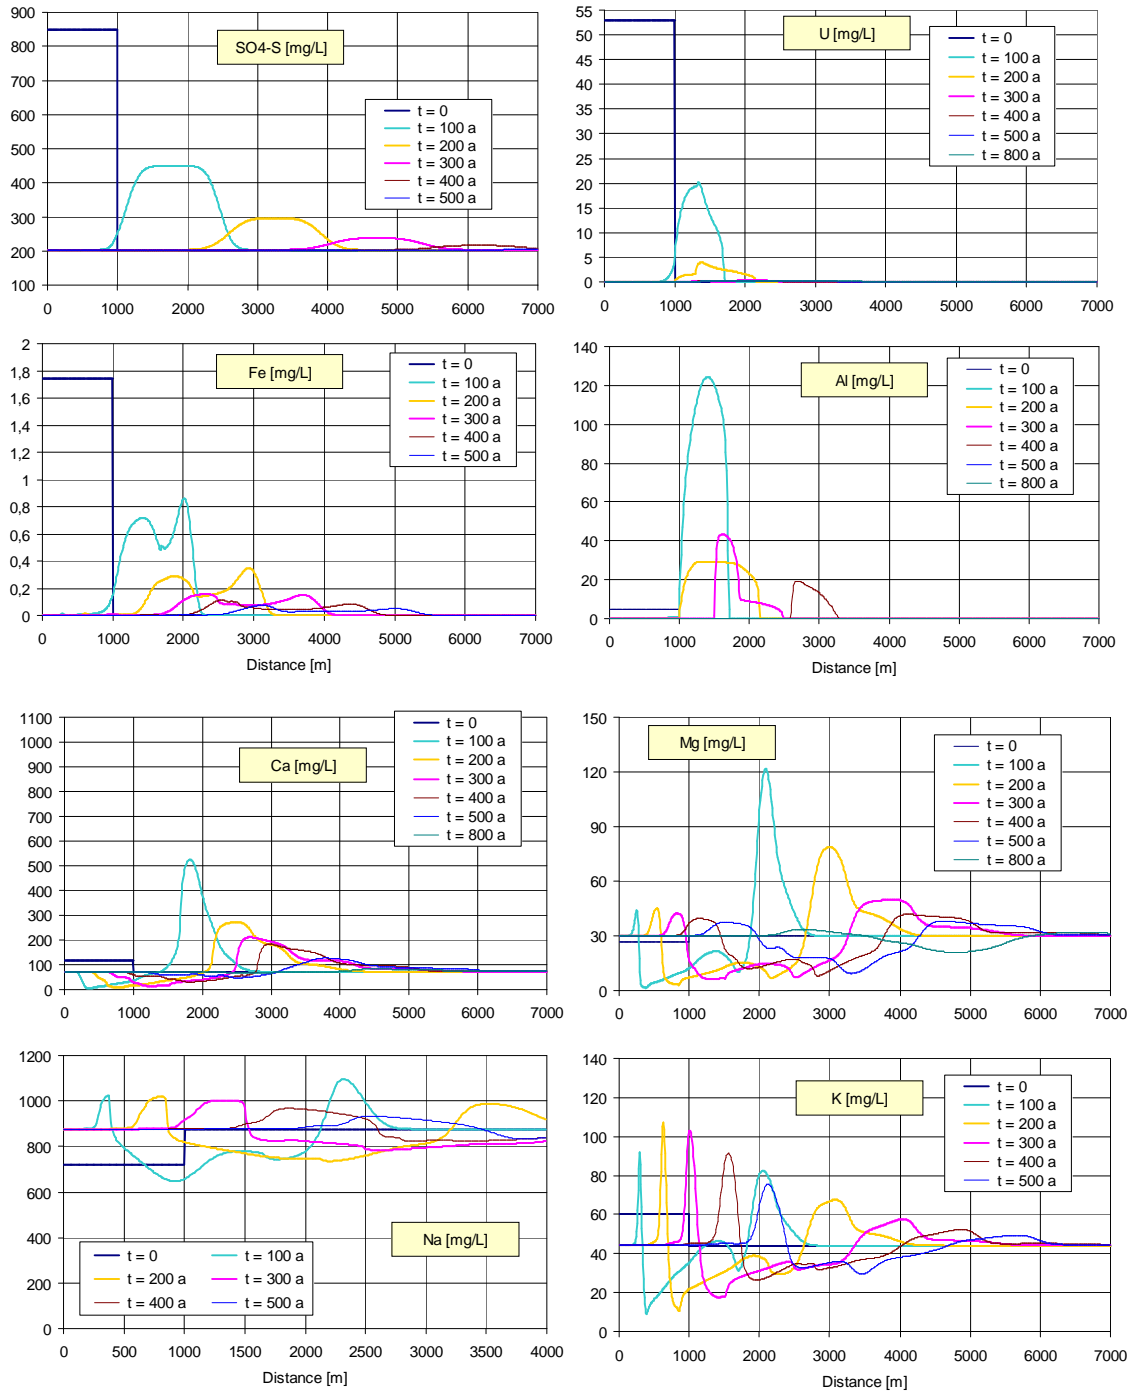 SO4-S [mg/L]
900
800
700
600
500
400
300
200
100
t = 0
t = 100 a
t = 200 a
t = 300 a
t = 400 a
t = 500 a
0 1000 2000 3000 4000 5000 6000 7000
U [mg/L]
55
50
45
40
35
30
25
20
15
10
5
0
t = 0
t = 100 a
t = 200 a
t = 300 a
t = 400 a
t = 500 a
t = 800 a
0 1000 2000 3000 4000 5000 6000 7000
Fe [mg/L]
2
1,8
1,6
1,4
1,2
1
0,8
0,6
0,4
0,2
0
t = 0
t = 100 a
t = 200 a
t = 300 a
t = 400 a
t = 500 a
0 1000 2000 3000 4000 5000 6000 7000
Distance [m]
Al [mg/L]
140
120
100
80
60
40
20
0
t = 0
t = 100 a
t = 200 a
t = 300 a
t = 400 a
t = 500 a
t = 800 a
0 1000 2000 3000 4000 5000 6000 7000
Distance [m]
Ca [mg/L]
1100
1000
900
800
700
600
500
400
300
200
100
0
t = 0
t = 100 a
t = 200 a
t = 300 a
t = 400 a
t = 500 a
t = 800 a
0 1000 2000 3000 4000 5000 6000 7000
Mg [mg/L]
150
120
90
60
30
0
t = 0
t = 100 a
t = 200 a
t = 300 a
t = 400 a
t = 500 a
t = 800 a
0 1000 2000 3000 4000 5000 6000 7000
1200
1000
800
600
400
200
0
Na [mg/L]
t = 0 t = 100 a
t = 200 a t = 300 a
t = 400 a t = 500 a
0 500 1000 1500 2000 2500 3000 3500 4000
Distance [m]
K [mg/L]
140
120
100
80
60
40
20
0
t = 0
t = 100 a
t = 200 a
t = 300 a
t = 400 a
t = 500 a
0 1000 2000 3000 4000 5000 6000 7000
Distance [m]